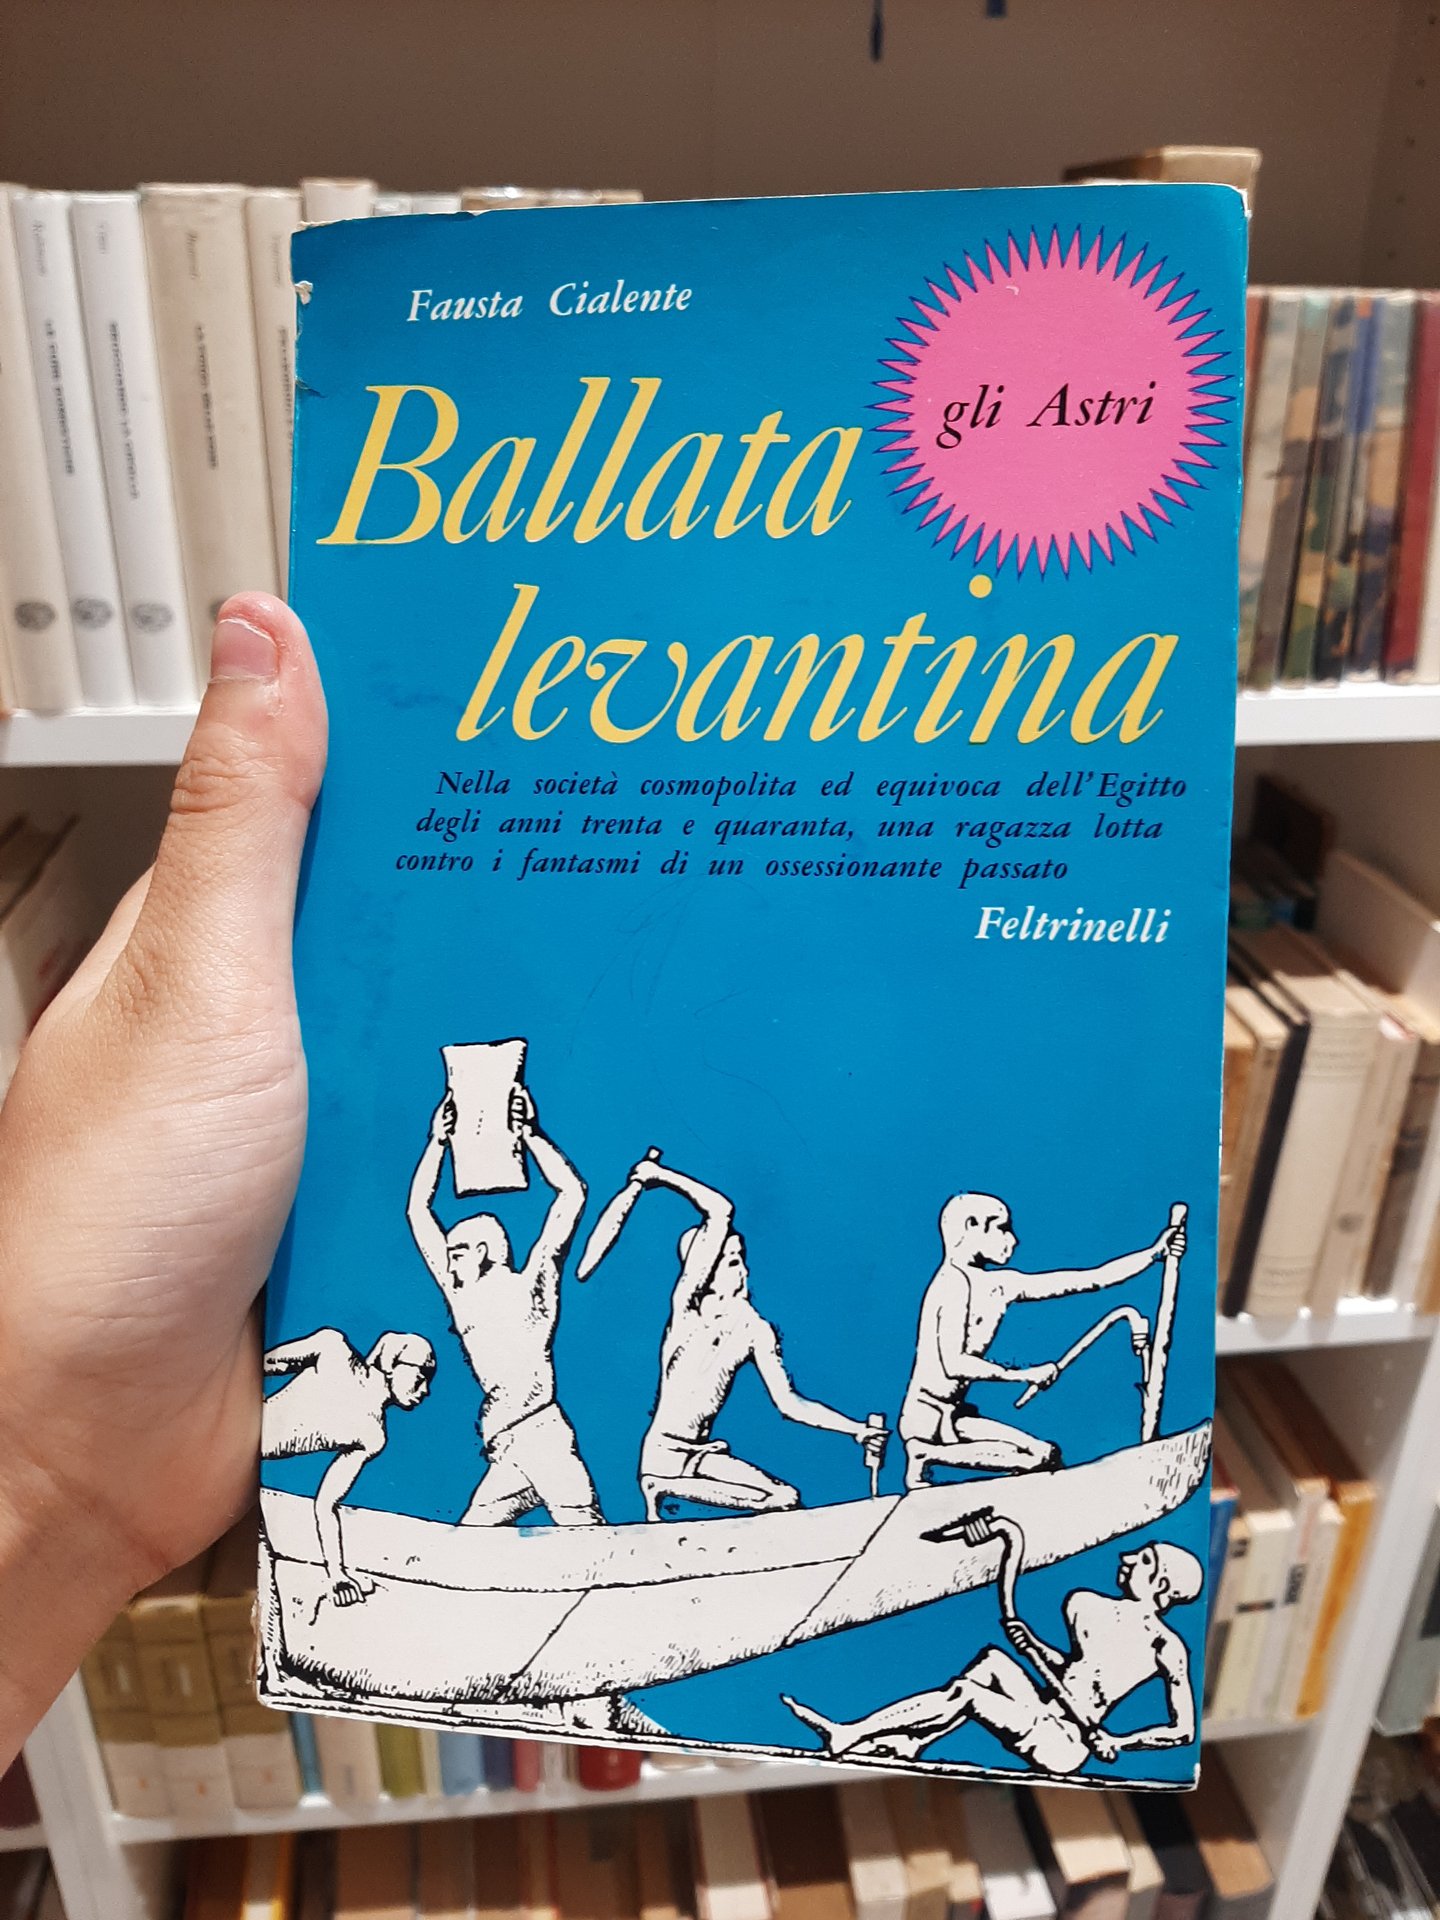 Fausta Cialente
gli Astri
Ballata
levantina
Nella società cosmopolita ed equivoca dell'Egitto
degli anni trenta e quaranta, una ragazza lotta
contro i fantasmi di un ossessionante passato
Feltrinelli